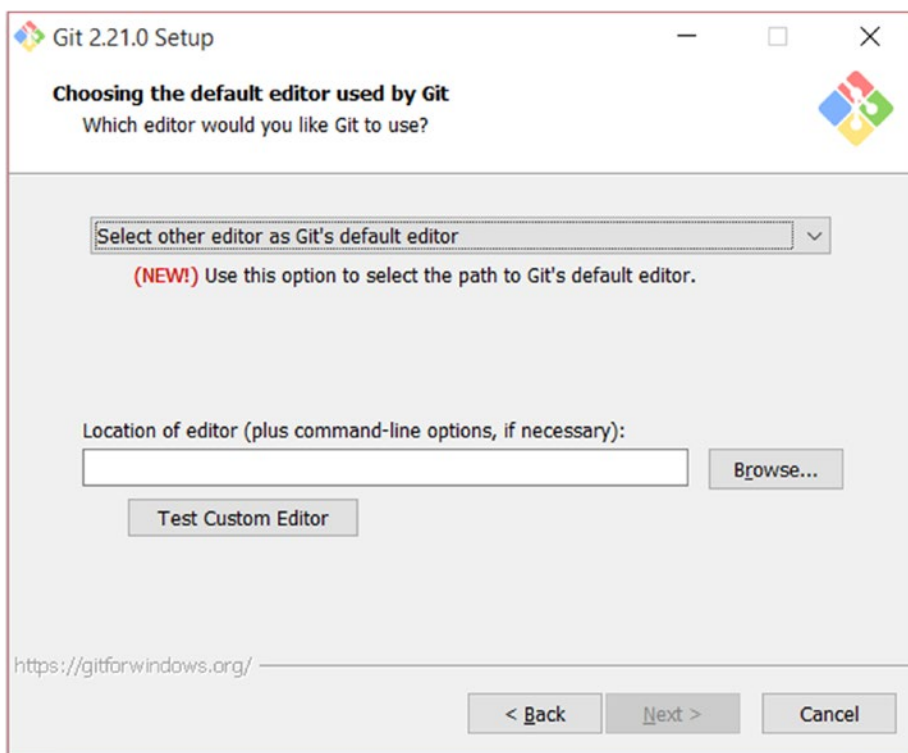 Git 2.21.0 Setup
Choosing the default editor used by Git
Which editor would you like Git to use?
Select other editor as Git's default editor
(NEW!) Use this option to select the path to Git's default editor.
Location of editor (plus command-line options, if necessary):
Browse...
Test Custom Editor
https://gitforwindows.org/
< Back
Next >
Cancel